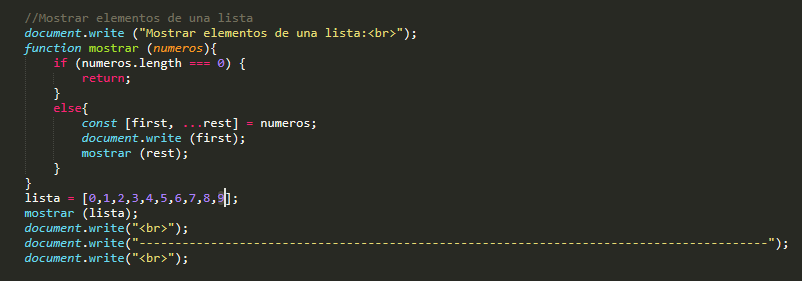 //Mostrar elementos de una lista
document.write ("Mostrar elementos de una lista:<br>");
function mostrar (numeros){
    if (numeros.length === 0) {
        return;
    }
    else{
        const [first, ...rest] = numeros;
        document.write (first);
        mostrar (rest);
    }
}
lista = [0,1,2,3,4,5,6,7,8,9];
mostrar (lista);
document.write("<br>");
document.write("----------------------------------------------------------------------------------------");
document.write("<br>");